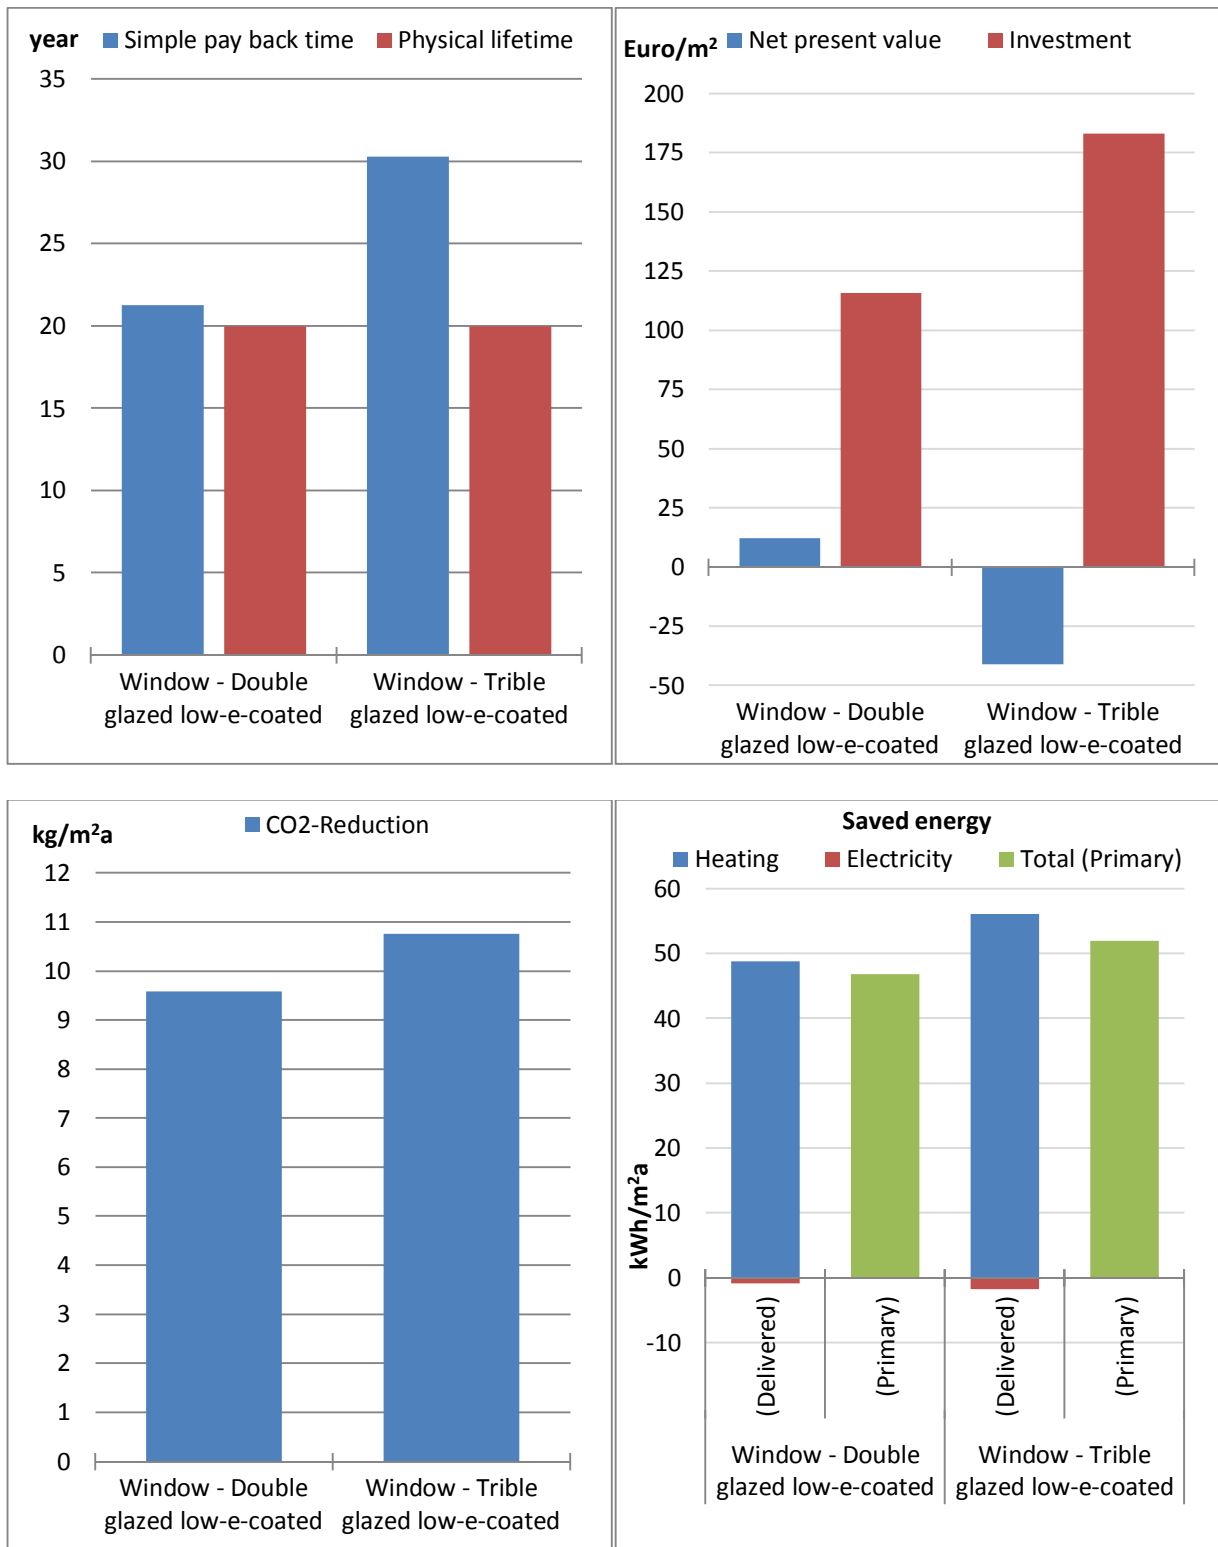 year Simple pay back time Physical lifetime
35
30
25
20
15
10
5
0
Window - Double
glazed low-e-coated
Window - Trible
glazed low-e-coated
Euro/m² Net present value Investment
200
175
150
125
100
75
50
25
0
-25
-50
Window - Double
glazed low-e-coated
Window - Trible
glazed low-e-coated
kg/m²a CO2-Reduction
12
11
10
9
8
7
6
5
4
3
2
1
0
Window - Double
glazed low-e-coated
Window - Trible
glazed low-e-coated
Saved energy
Heating Electricity Total (Primary)
kWh/m²a
60
50
40
30
20
10
0
-10
(Delivered)
(Primary)
(Delivered)
(Primary)
Window - Double
glazed low-e-coated
Window - Trible
glazed low-e-coated